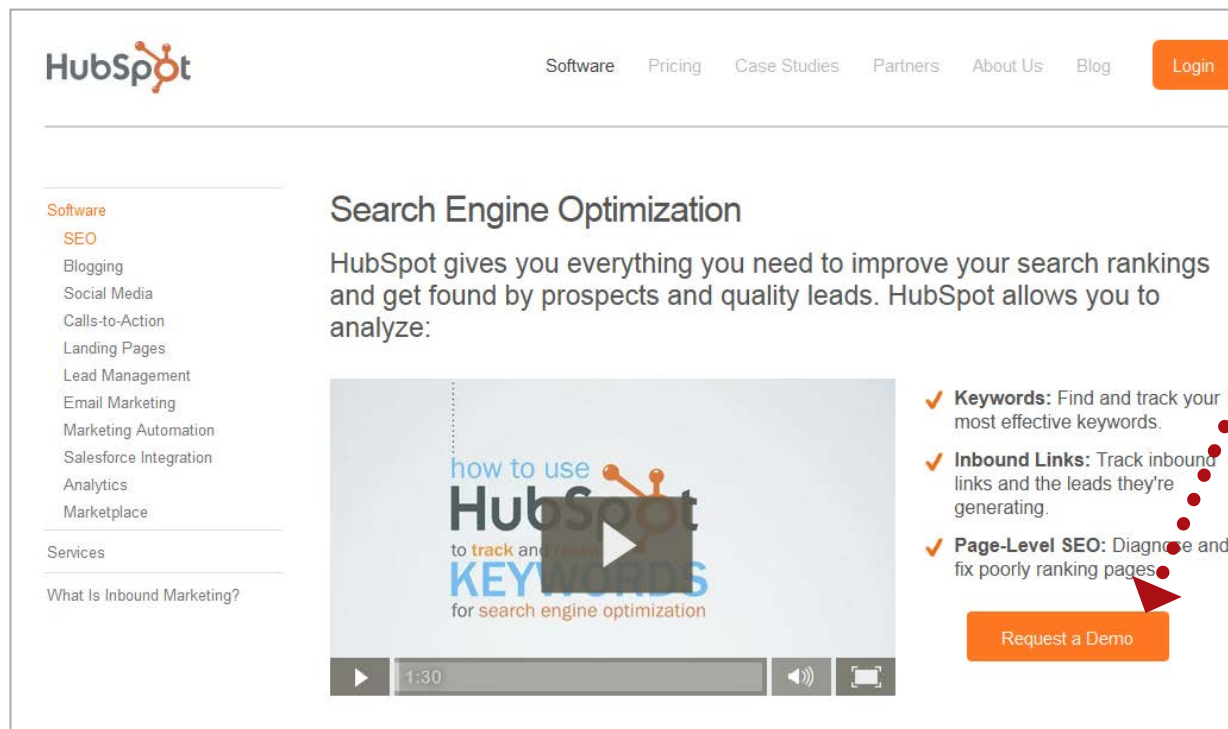 HubSpot
Software Pricing Case Studies Partners About Us Blog Login
Software
SEO
Blogging
Social Media
Calls-to-Action
Landing Pages
Lead Management
Email Marketing
Marketing Automation
Salesforce Integration
Analytics
Marketplace
Services
What Is Inbound Marketing?
Search Engine Optimization
HubSpot gives you everything you need to improve your search rankings
and get found by prospects and quality leads. HubSpot allows you to
analyze:
how to use
HubSpot
to track and
KEYWORDS
for search engine optimization
1:30
Keywords: Find and track your
most effective keywords.
Inbound Links: Track inbound
links and the leads they're
generating.
Page-Level SEO: Diagnose and
fix poorly ranking pages.
Request a Demo